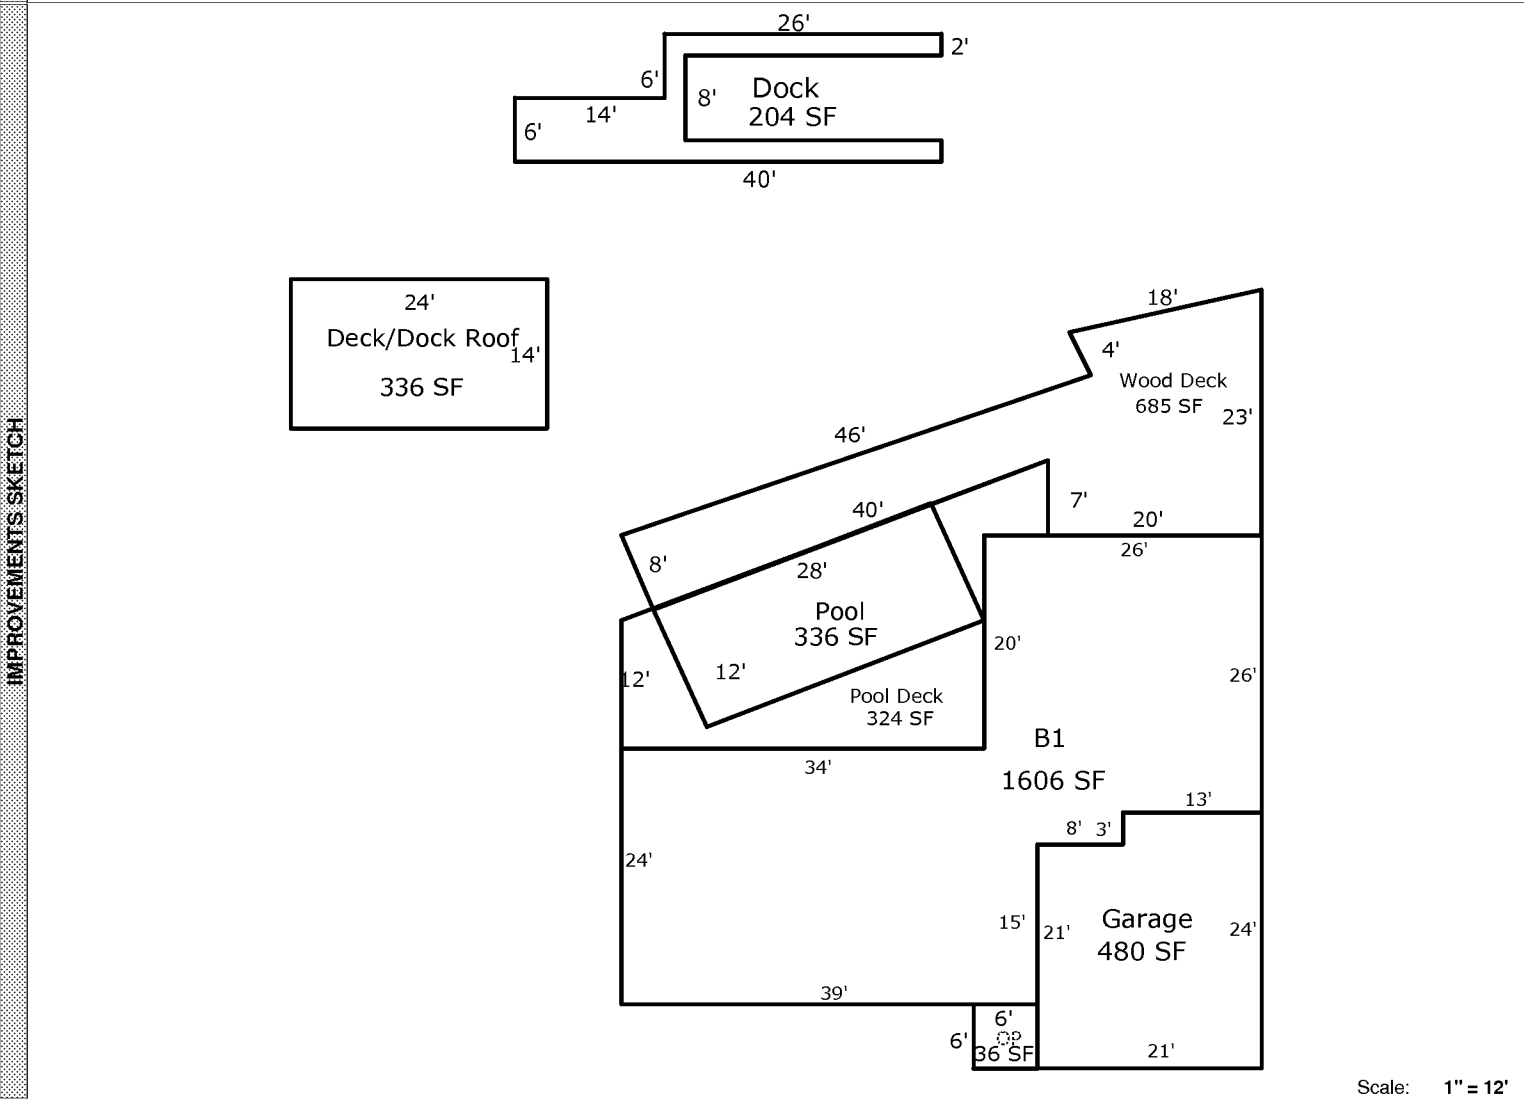 IMPROVEMENTS SKETCH
26'
2'
6'
8'
Dock
204 SF
14'
6'
40'
24'
Deck/Dock Roof
14'
336 SF
18'
4'
Wood Deck
685 SF
23'
46'
7'
40'
20'
26'
8'
28'
Pool
336 SF
20'
12'
12'
26'
Pool Deck
324 SF
B1
1606 SF
34'
13'
8'
3'
24'
15'
21'
Garage
480 SF
24'
39'
6'
6'
OP
36 SF
21'
Scale: 1" = 12'